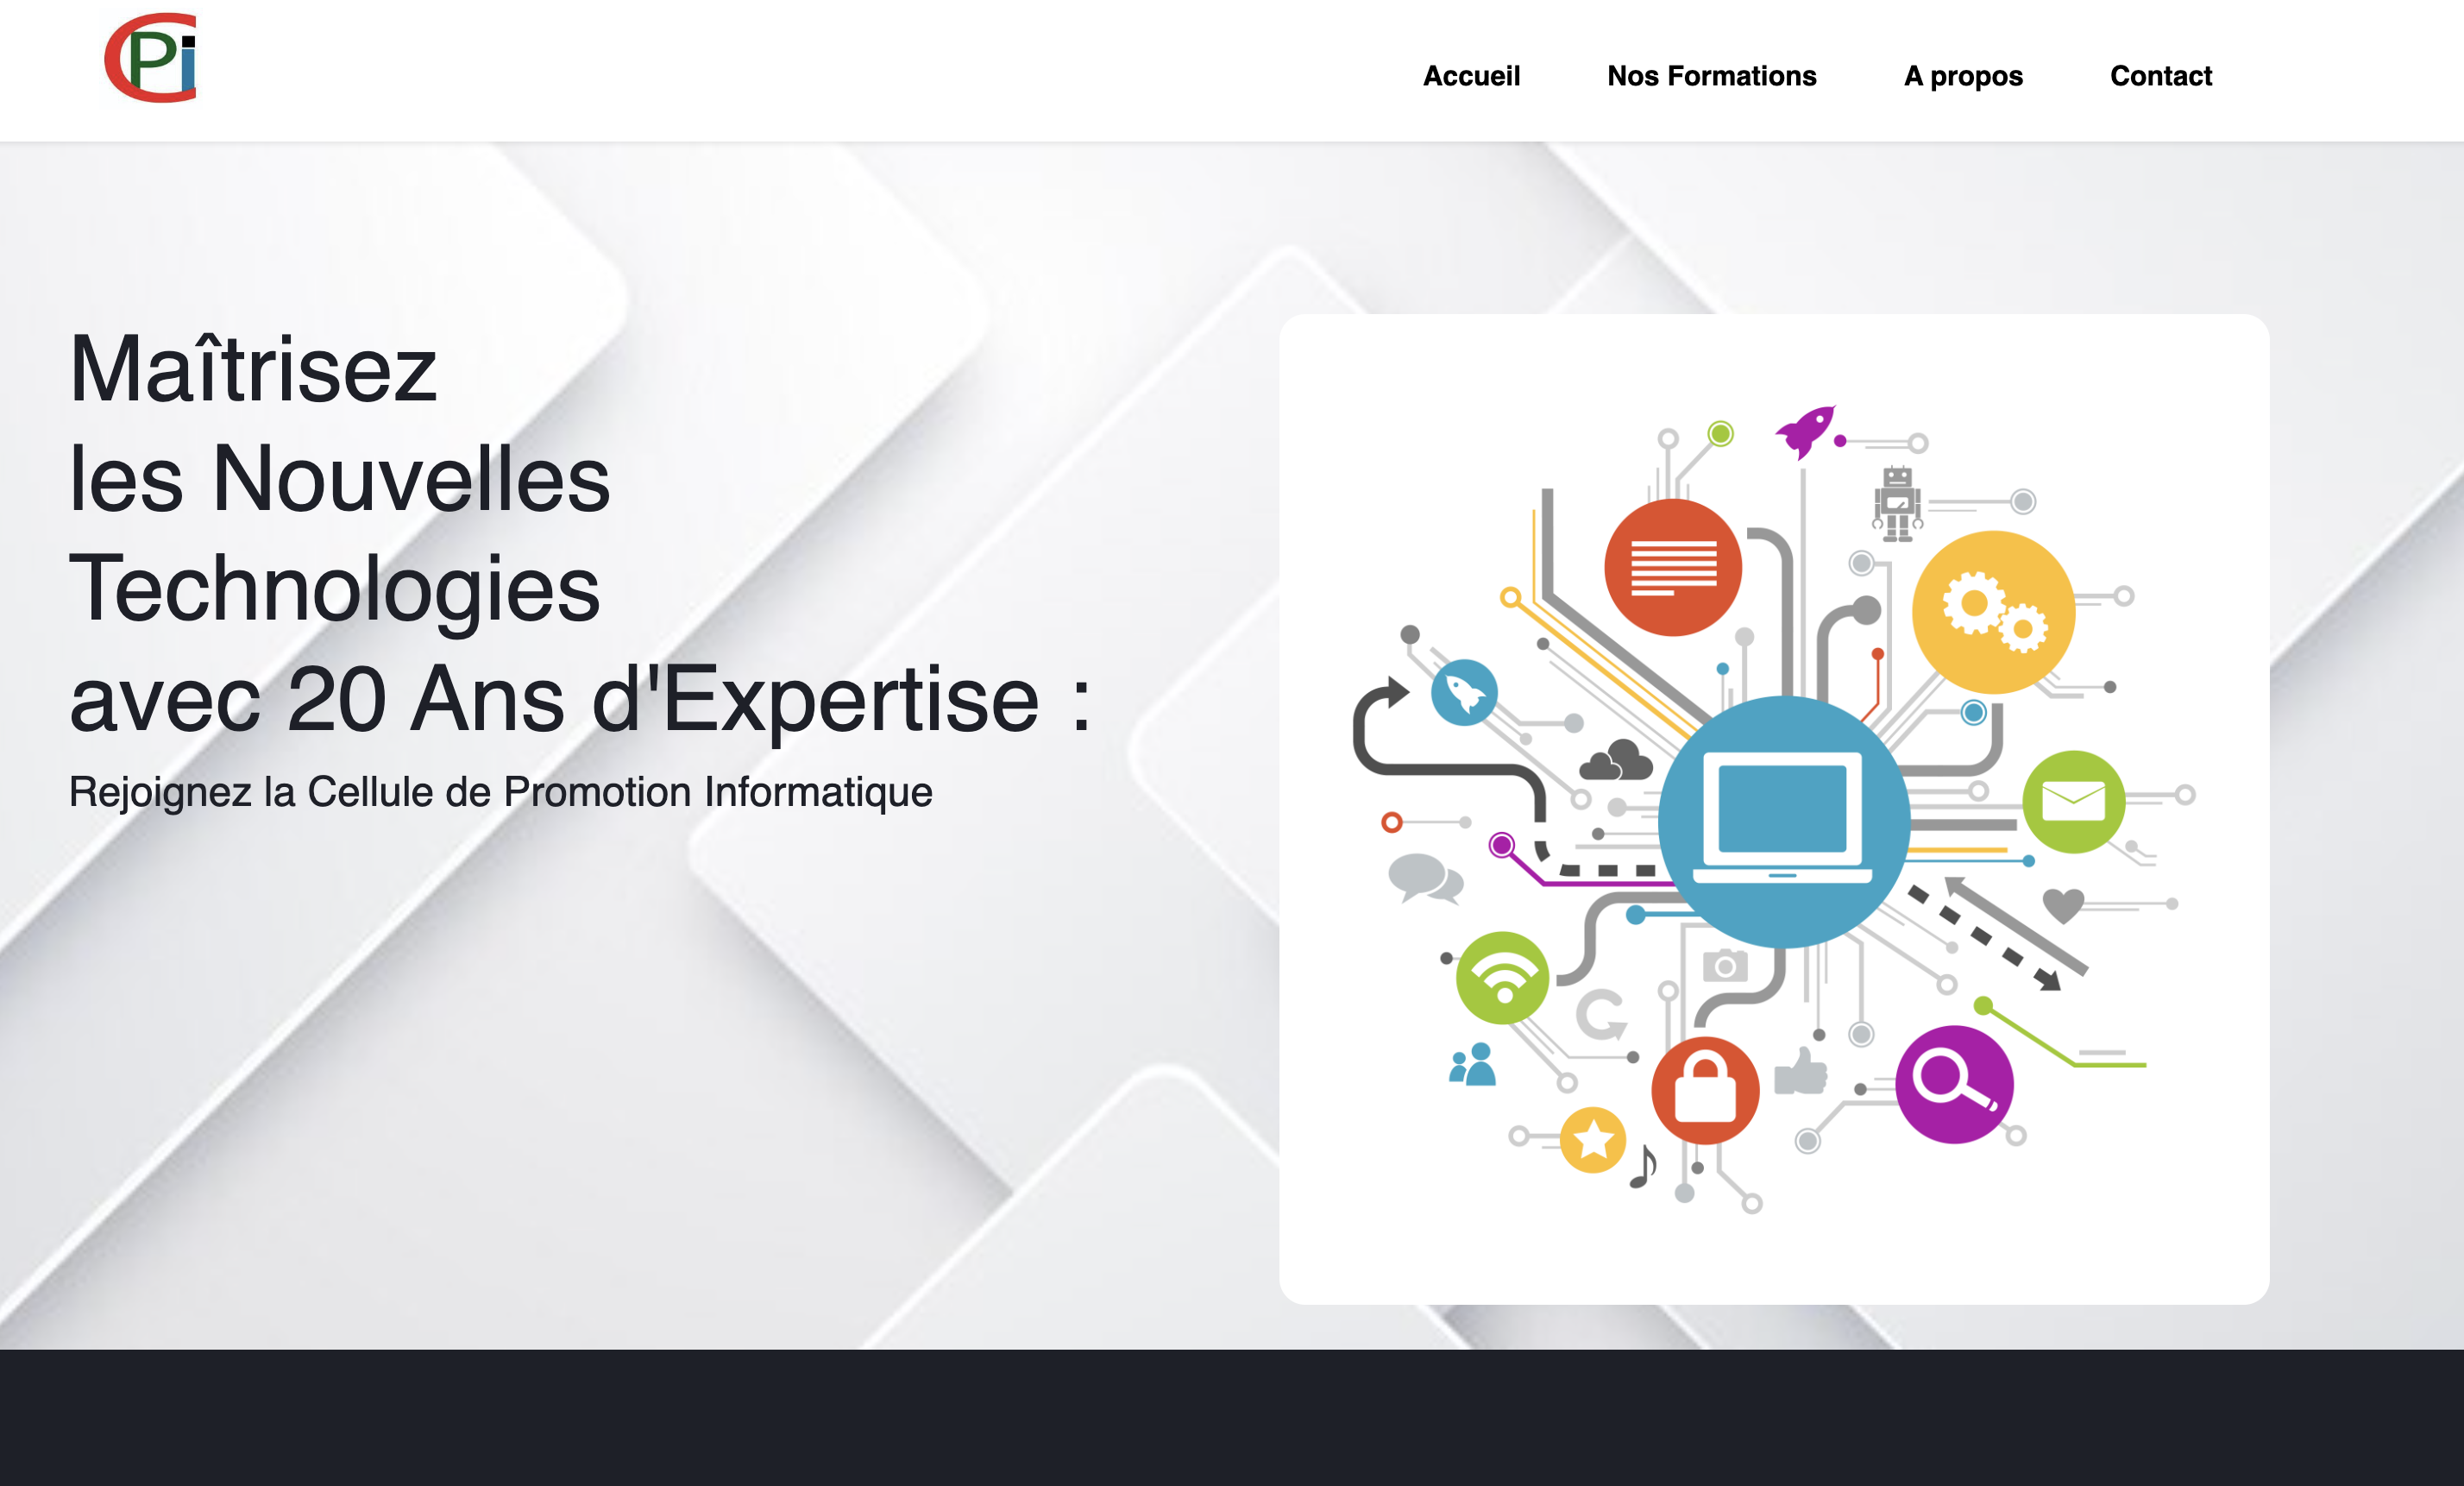 CPi
Accueil
Nos Formations
A propos
Contact
Maîtrisez
les Nouvelles
Technologies
avec 20 Ans d'Expertise :
Rejoignez la Cellule de Promotion Informatique